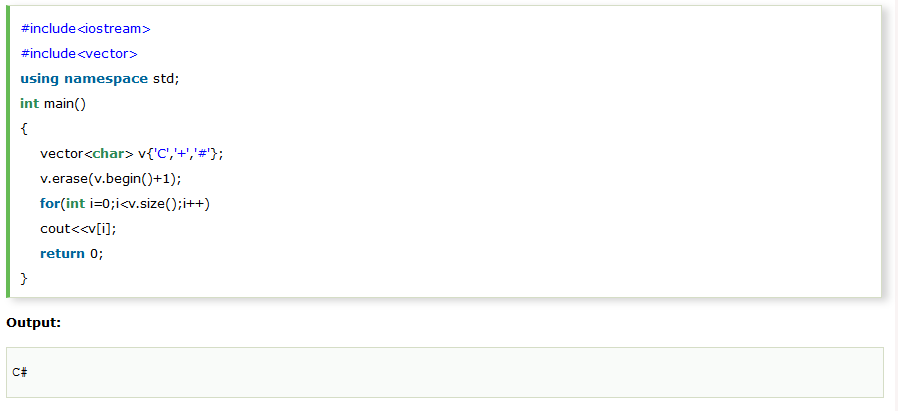 #include<iostream>
#include<vector>
using namespace std;
int main()
{
vector<char> v{'C','+','#'};
v.erase(v.begin()+1);
for(int i=0;i<v.size();i++)
cout<<v[i];
return 0;
}
Output:
C#